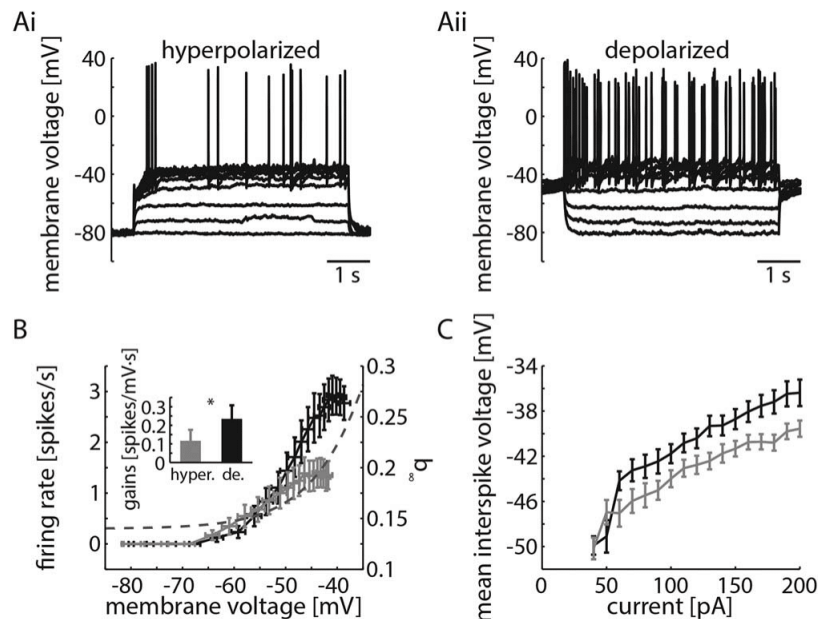 Ai
hyperpolarized
membrane voltage [mV]
40
0
-40
-80
1 s
Aii
depolarized
membrane voltage [mV]
40
0
-40
-80
1 s
B
firing rate [spikes/s]
3
2
1
0
gains [spikes/mV·s]
0.3
0.2
0.1
0
*
hyper. de.
0.3
0.25
0.2
0.15
0.1
b∞
-80 -70 -60 -50 -40
membrane voltage [mV]
C
mean interspike voltage [mV]
-34
-38
-42
-46
-50
0 50 100 150 200
current [pA]